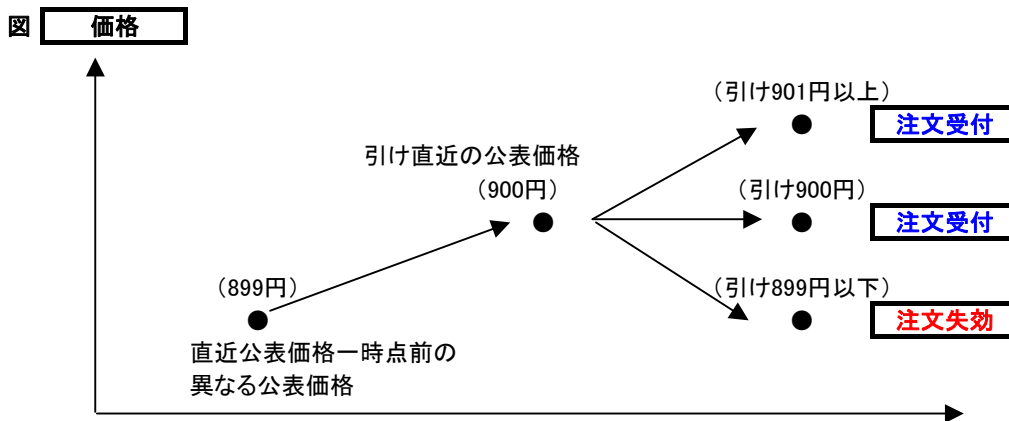 図 価格
（引け901円以上）
注文受付
引け直近の公表価格
（900円）
（引け900円）
注文受付
（899円）
（引け899円以下）
注文失効
直近公表価格一時点前の
異なる公表価格